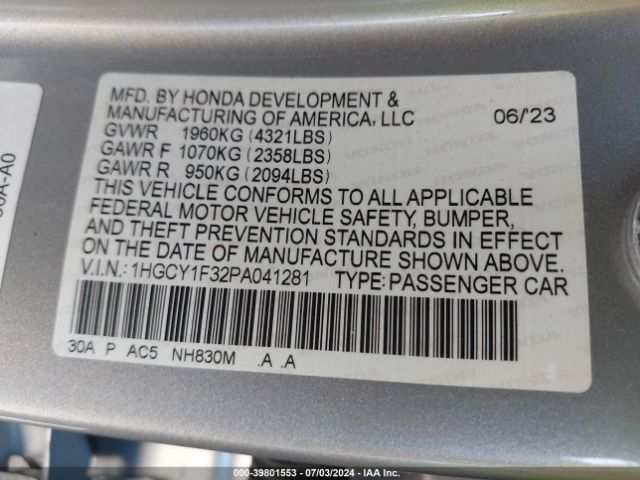 MFD. BY HONDA DEVELOPMENT &
MANUFACTURING OF AMERICA, LLC 06/'23
GVWR 1960KG (4321LBS)
GAWR F 1070KG (2358LBS)
GAWR R 950KG (2094LBS)
THIS VEHICLE CONFORMS TO ALL APPLICABLE
FEDERAL MOTOR VEHICLE SAFETY, BUMPER,
AND THEFT PREVENTION STANDARDS IN EFFECT
ON THE DATE OF MANUFACTURE SHOWN ABOVE.
V.I.N.: 1HGCY1F32PA041281 TYPE: PASSENGER CAR
30A P AC5 NH830M .A .A
000-39801553 - 07/03/2024 - IAA Inc.